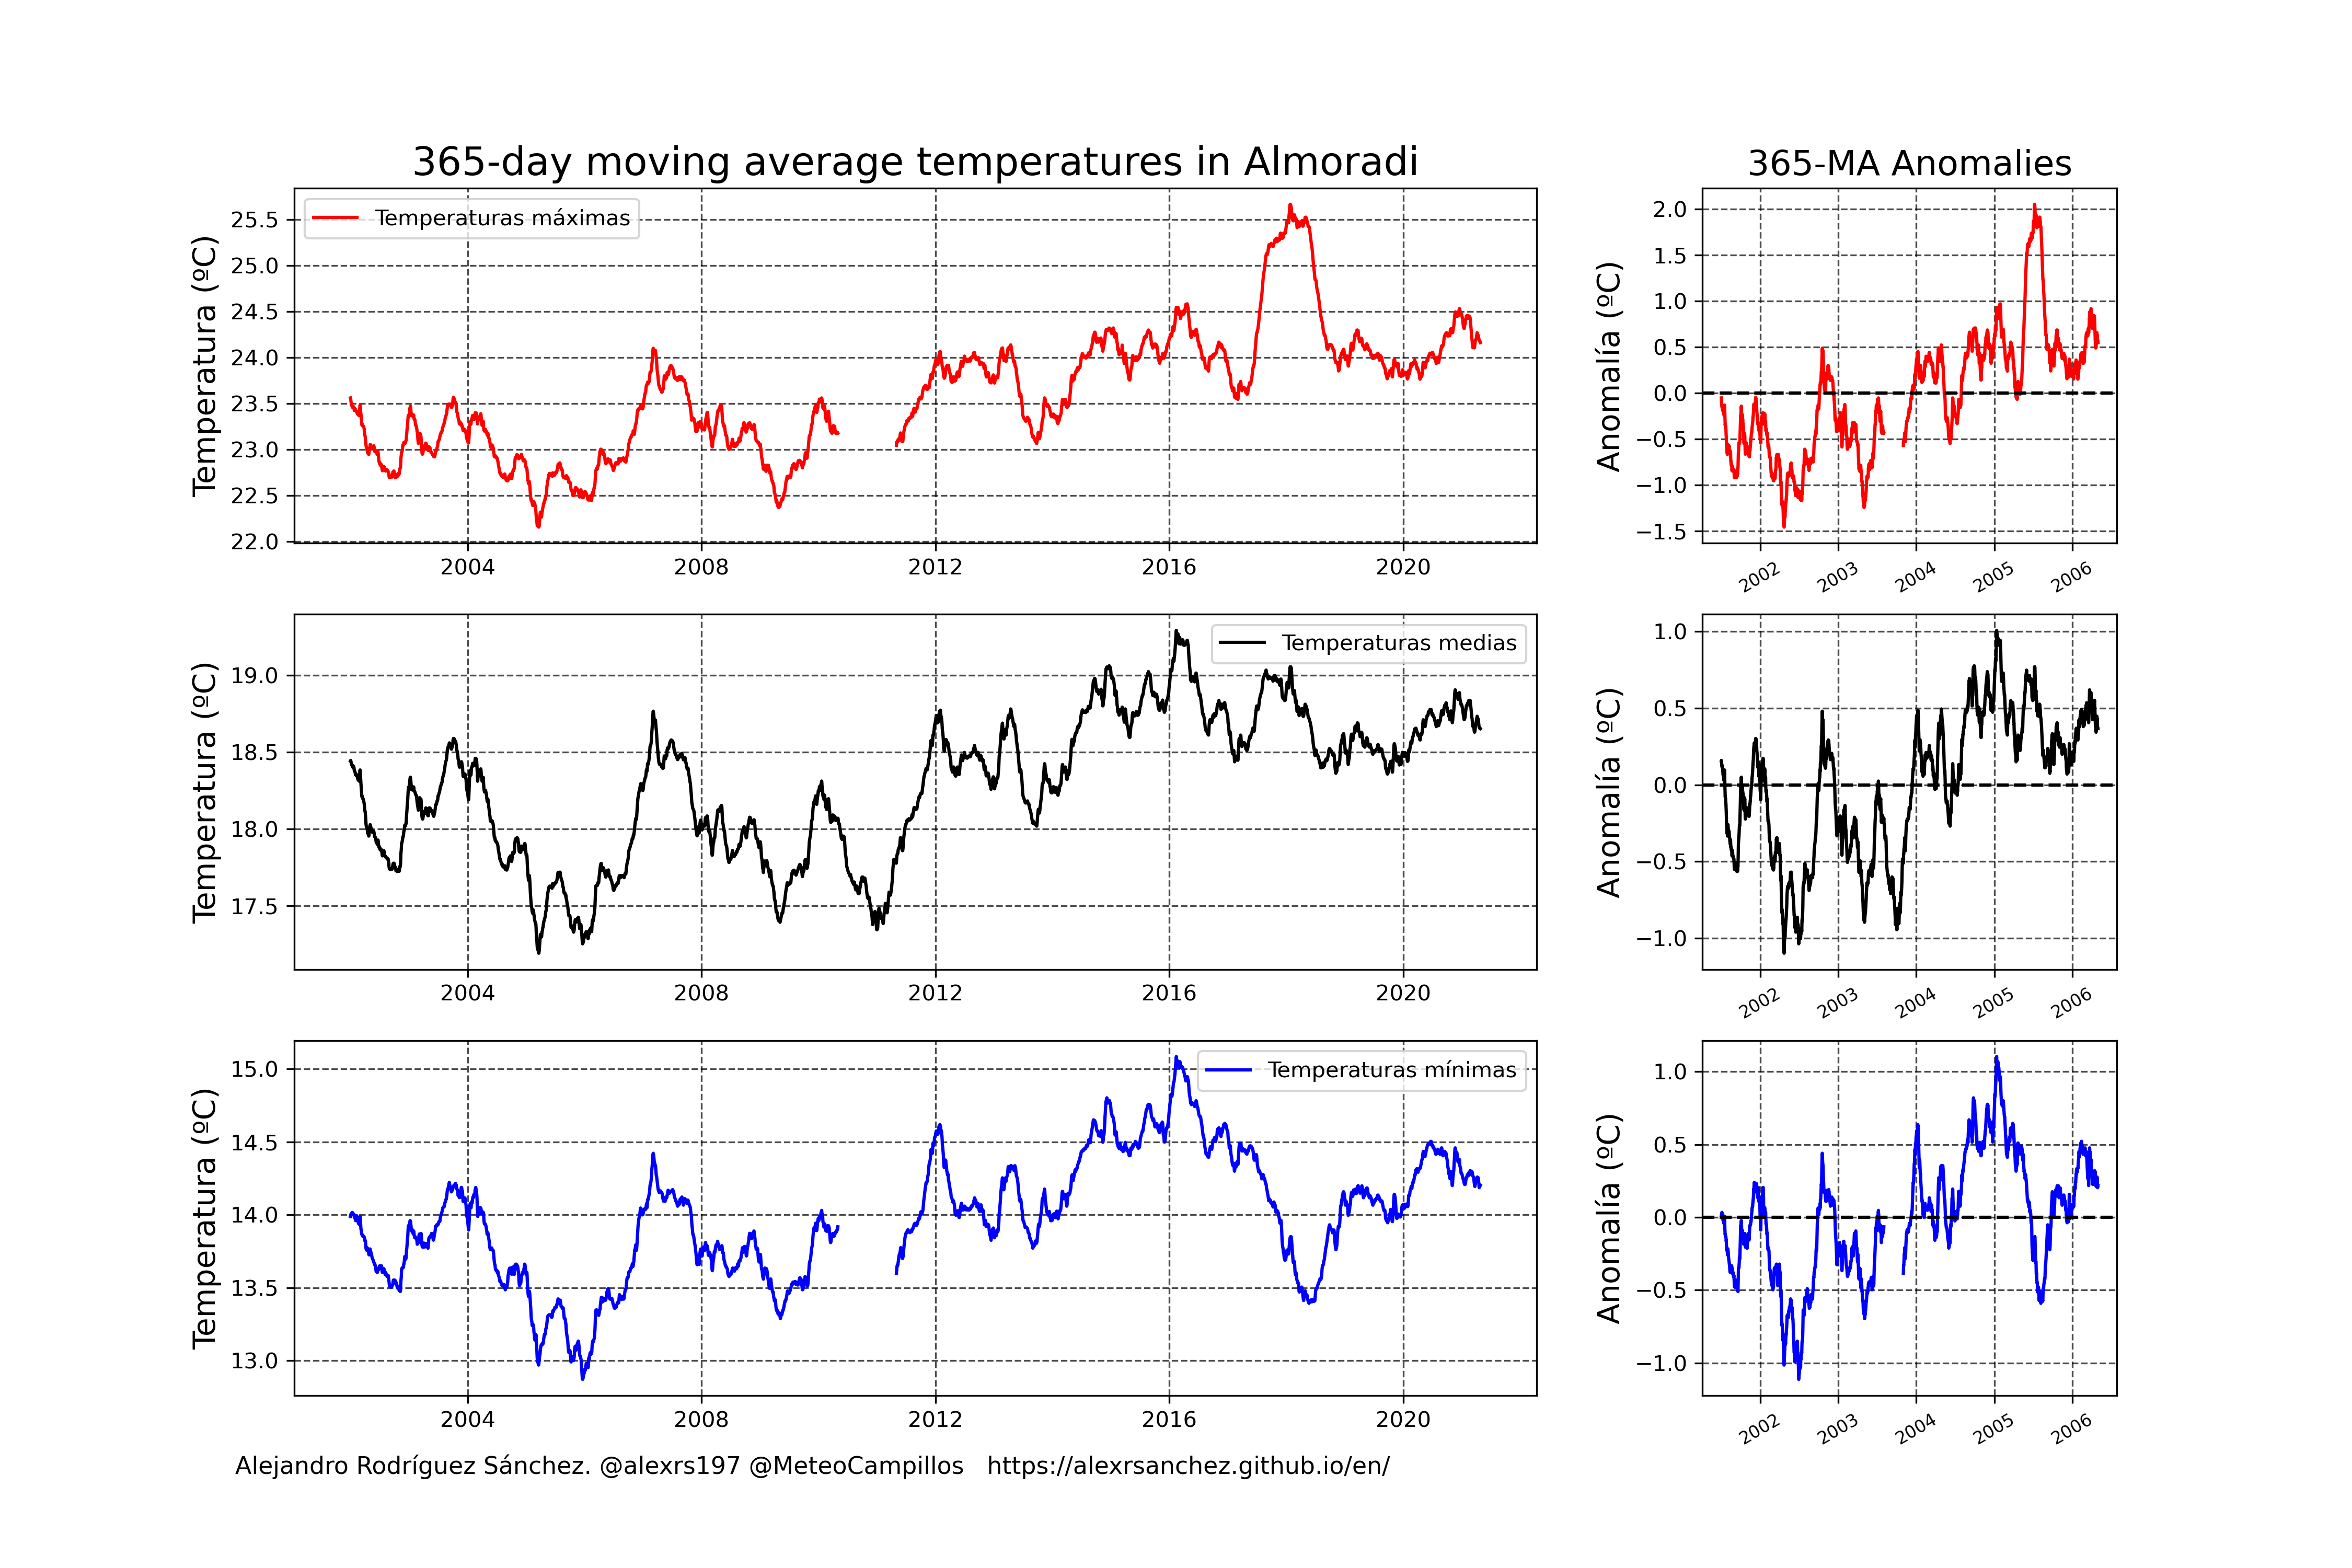 365-day moving average temperatures in Almoradi
365-MA Anomalies
Temperatura (ºC)
25.5
25.0
24.5
24.0
23.5
23.0
22.5
22.0
Temperaturas máximas
2004 2008 2012 2016 2020
Anomalía (ºC)
2.0
1.5
1.0
0.5
0.0
−0.5
−1.0
−1.5
2002 2003 2004 2005 2006
Temperatura (ºC)
19.0
18.5
18.0
17.5
Temperaturas medias
2004 2008 2012 2016 2020
Anomalía (ºC)
1.0
0.5
0.0
−0.5
−1.0
2002 2003 2004 2005 2006
Temperatura (ºC)
15.0
14.5
14.0
13.5
13.0
Temperaturas mínimas
2004 2008 2012 2016 2020
Anomalía (ºC)
1.0
0.5
0.0
−0.5
−1.0
2002 2003 2004 2005 2006
Alejandro Rodríguez Sánchez. @alexrs197 @MeteoCampillos https://alexrsanchez.github.io/en/